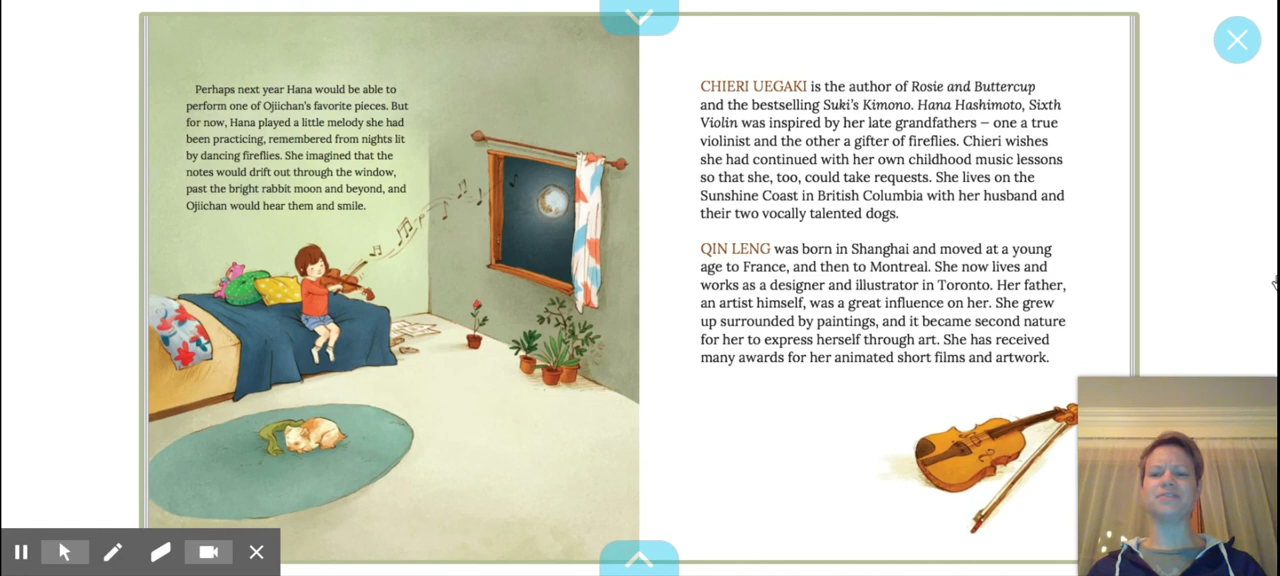 Perhaps next year Hana would be able to
perform one of Ojiichan's favorite pieces. But
for now, Hana played a little melody she had
been practicing, remembered from nights lit
by dancing fireflies. She imagined that the
notes would drift out through the window,
past the bright rabbit moon and beyond, and
Ojiichan would hear them and smile.
CHIERI UEGAKI is the author of Rosie and Buttercup
and the bestselling Suki's Kimono. Hana Hashimoto, Sixth
Violin was inspired by her late grandfathers — one a true
violinist and the other a gifter of fireflies. Chieri wishes
she had continued with her own childhood music lessons
so that she, too, could take requests. She lives on the
Sunshine Coast in British Columbia with her husband and
their two vocally talented dogs.
QIN LENG was born in Shanghai and moved at a young
age to France, and then to Montreal. She now lives and
works as a designer and illustrator in Toronto. Her father,
an artist himself, was a great influence on her. She grew
up surrounded by paintings, and it became second nature
for her to express herself through art. She has received
many awards for her animated short films and artwork.